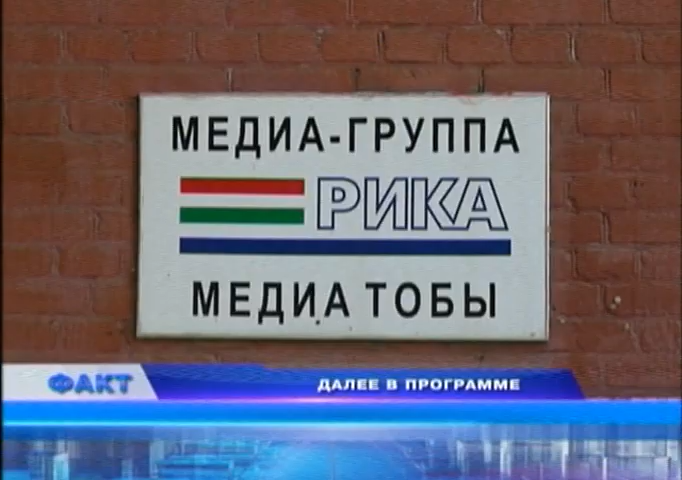 МЕДИА-ГРУППА
РИКА
МЕДИА ТОБЫ
ФАКТ
ДАЛЕЕ В ПРОГРАММЕ